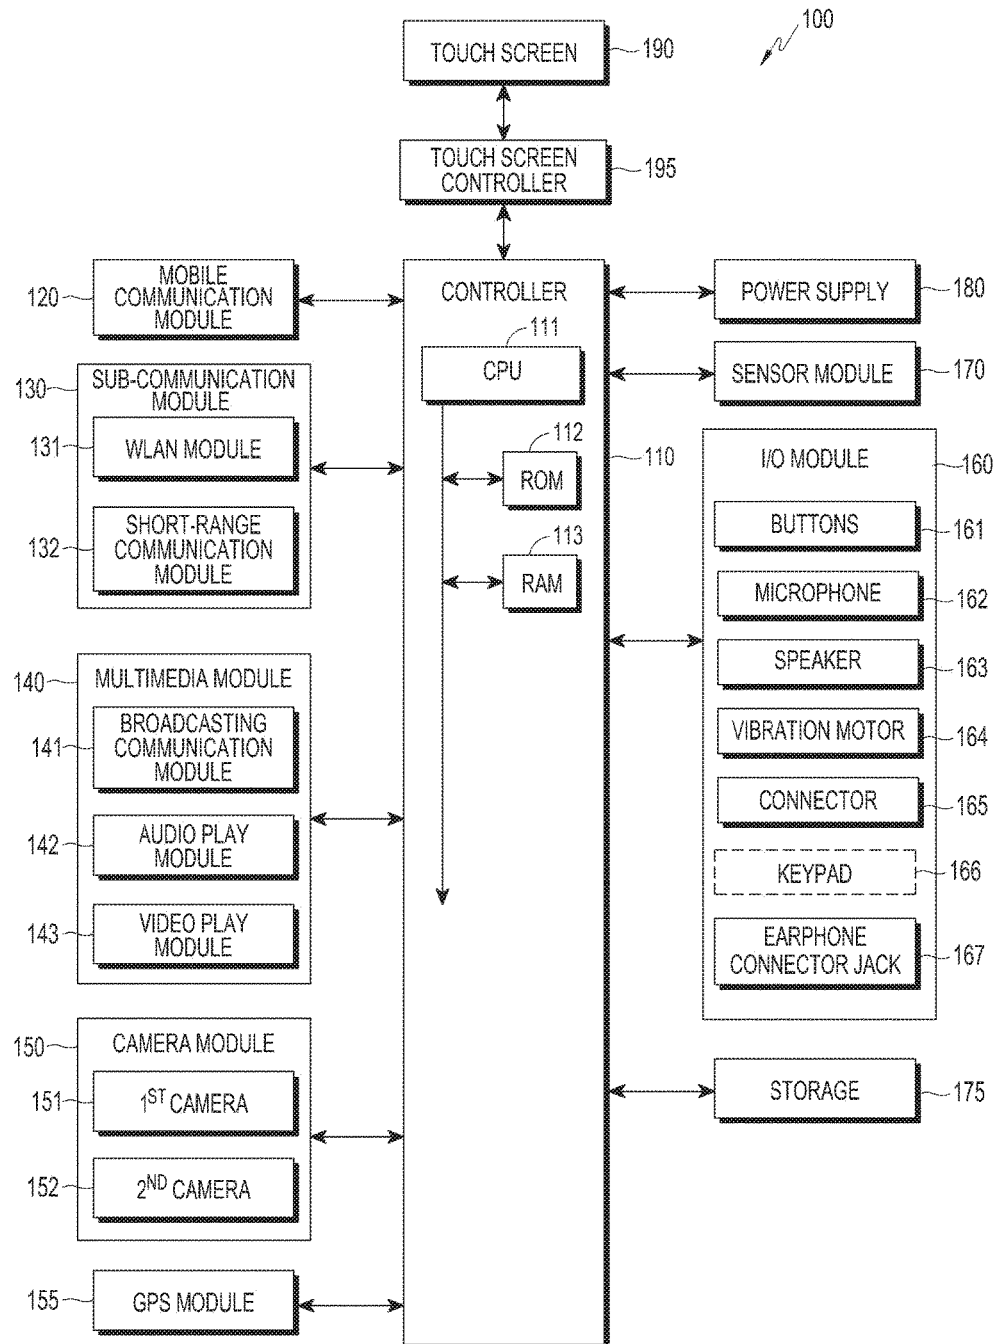 100
TOUCH SCREEN
190
TOUCH SCREEN
CONTROLLER
195
120
MOBILE
COMMUNICATION
MODULE
130
SUB-COMMUNICATION
MODULE
131
WLAN MODULE
132
SHORT-RANGE
COMMUNICATION
MODULE
140
MULTIMEDIA MODULE
141
BROADCASTING
COMMUNICATION
MODULE
142
AUDIO PLAY
MODULE
143
VIDEO PLAY
MODULE
150
CAMERA MODULE
151
1ST CAMERA
152
2ND CAMERA
155
GPS MODULE
CONTROLLER
111
CPU
112
ROM
113
RAM
110
POWER SUPPLY
180
SENSOR MODULE
170
I/O MODULE
160
BUTTONS
161
MICROPHONE
162
SPEAKER
163
VIBRATION MOTOR
164
CONNECTOR
165
KEYPAD
166
EARPHONE
CONNECTOR JACK
167
STORAGE
175